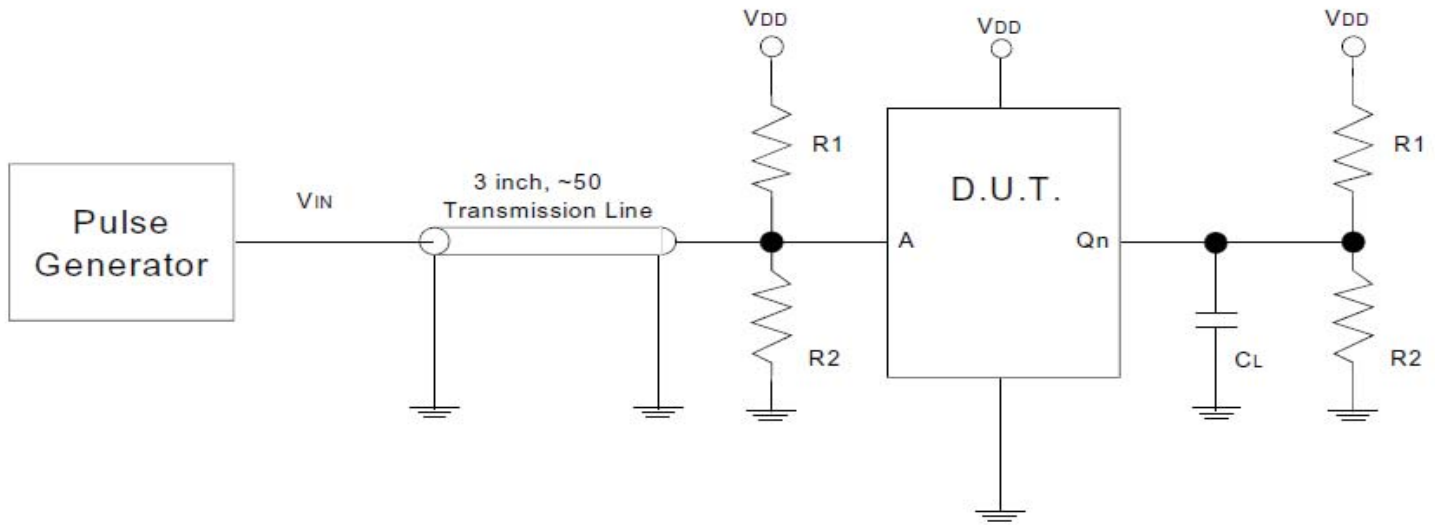 VDD
VDD
VDD
R1
R1
D.U.T.
3 inch, ~50
Transmission Line
VIN
Pulse
Generator
A
Qn
R2
CL
R2